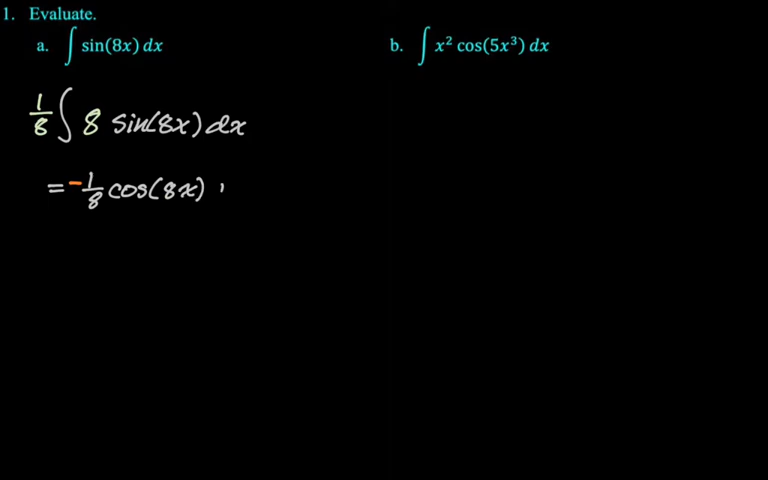 1. Evaluate.
a. ∫ sin(8x) dx
b. ∫ x² cos(5x³) dx
1/8 ∫ 8 sin(8x) dx
= -1/8 cos(8x)